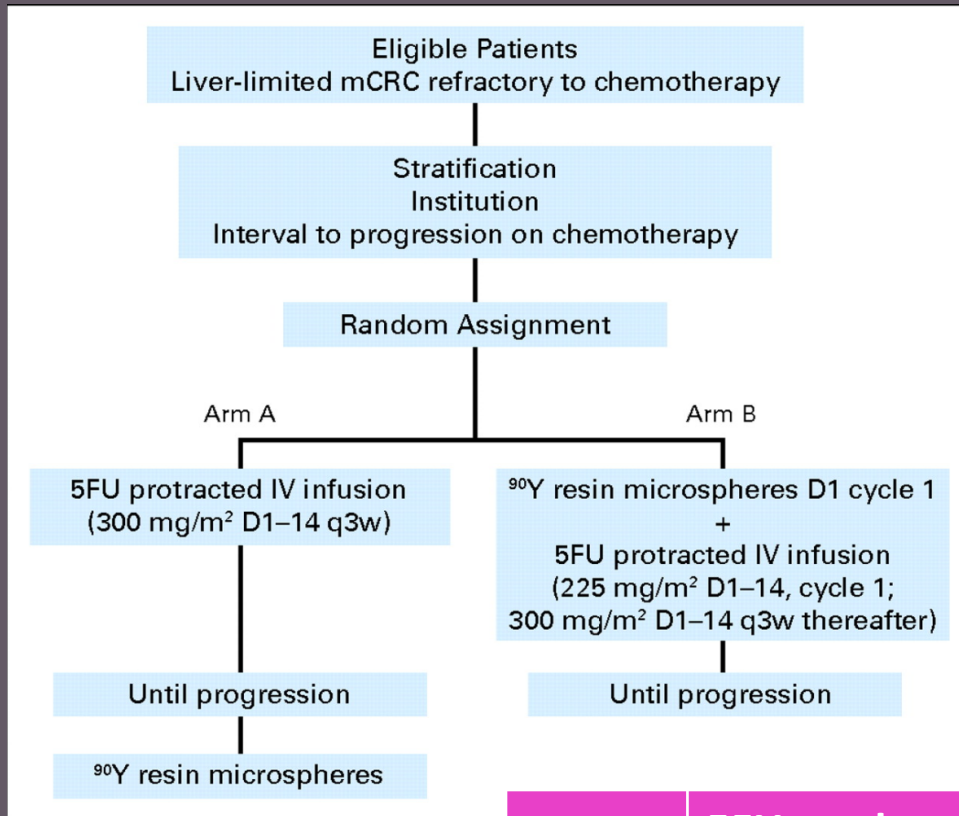 Eligible Patients
Liver-limited mCRC refractory to chemotherapy
Stratification
Institution
Interval to progression on chemotherapy
Random Assignment
Arm A
Arm B
5FU protracted IV infusion
(300 mg/m² D1–14 q3w)
⁹⁰Y resin microspheres D1 cycle 1
+
5FU protracted IV infusion
(225 mg/m² D1–14, cycle 1;
300 mg/m² D1–14 q3w thereafter)
Until progression
Until progression
⁹⁰Y resin microspheres